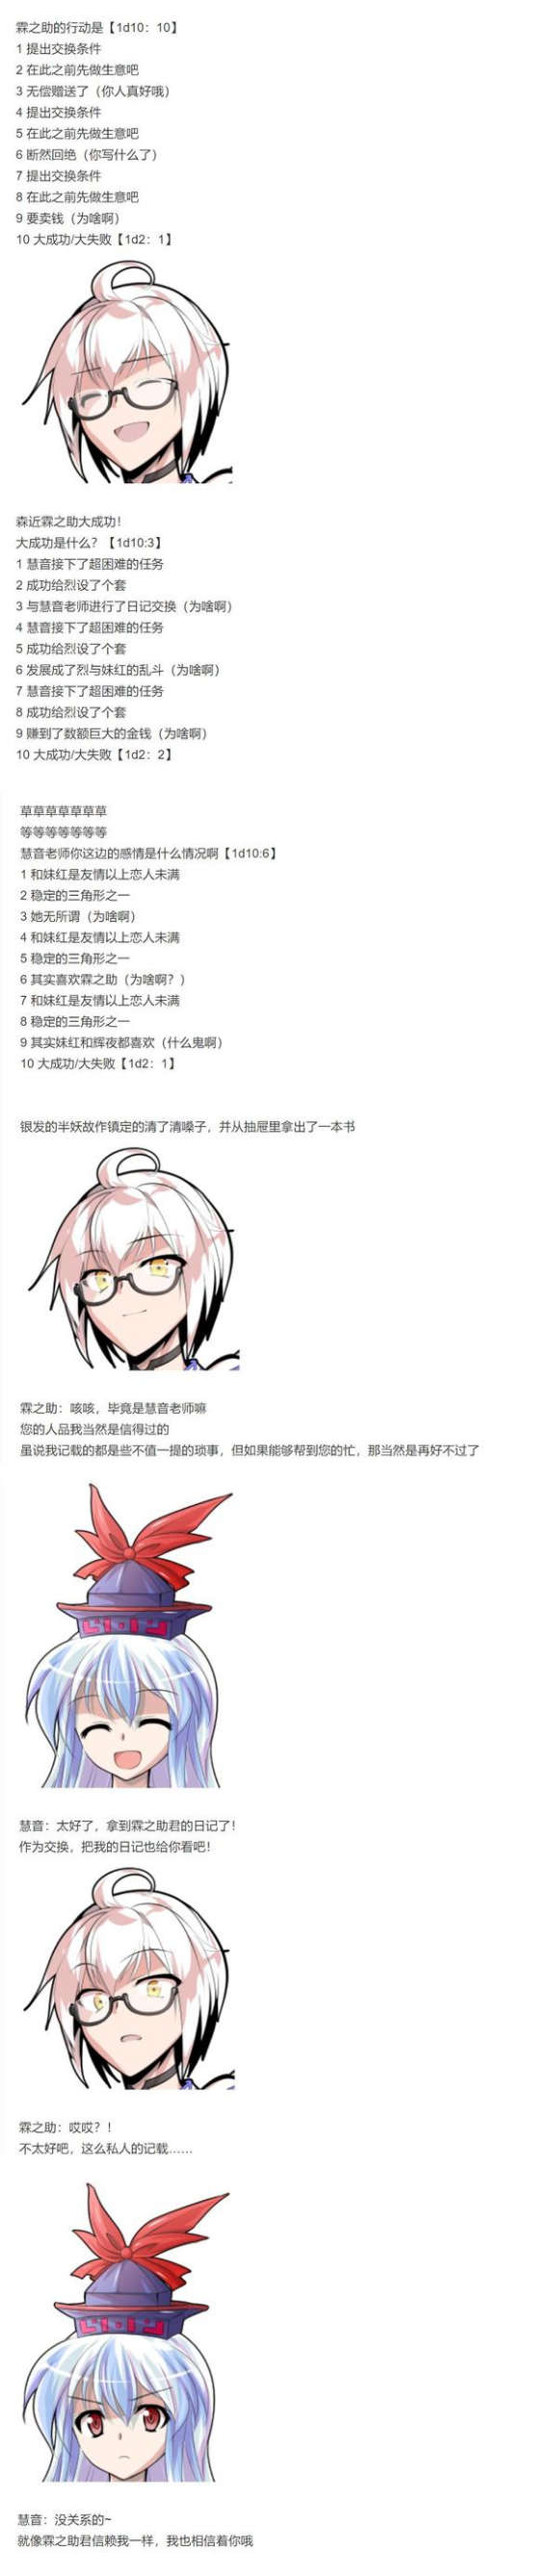 霖之助的行动是【1d10：10】
1 提出交换条件
2 在此之前先做生意吧
3 无偿赠送了（你人真好哦）
4 提出交换条件
5 在此之前先做生意吧
6 断然回绝（你写什么了）
7 提出交换条件
8 在此之前先做生意吧
9 要卖钱（为啥啊）
10 大成功/大失败【1d2：1】
森近霖之助大成功！
大成功是什么？【1d10:3】
1 慧音接下了超困难的任务
2 成功给烈设了个套
3 与慧音老师进行了日记交换（为啥啊）
4 慧音接下了超困难的任务
5 成功给烈设了个套
6 发展成了烈与妹红的乱斗（为啥啊）
7 慧音接下了超困难的任务
8 成功给烈设了个套
9 赚到了数额巨大的金钱（为啥啊）
10 大成功/大失败【1d2：2】
草草草草草草草
等等等等等等等
慧音老师你这边的感情是什么情况啊【1d10:6】
1 和妹红是友情以上恋人未满
2 稳定的三角形之一
3 她无所谓（为啥啊）
4 和妹红是友情以上恋人未满
5 稳定的三角形之一
6 其实喜欢霖之助（为啥啊？）
7 和妹红是友情以上恋人未满
8 稳定的三角形之一
9 其实妹红和辉夜都喜欢（什么鬼啊）
10 大成功/大失败【1d2：1】
银发的半妖故作镇定的清了清嗓子，并从抽屉里拿出了一本书
霖之助：咳咳，毕竟是慧音老师嘛
您的人品我当然是信得过的
虽说我记载的都是些不值一提的琐事，但如果能够帮到您的忙，那当然是再好不过了
慧音：太好了，拿到霖之助君的日记了！
作为交换，把我的日记也给你看吧！
霖之助：哎哎？！
不太好吧，这么私人的记载……
慧音：没关系的~
就像霖之助君信赖我一样，我也相信着你哦